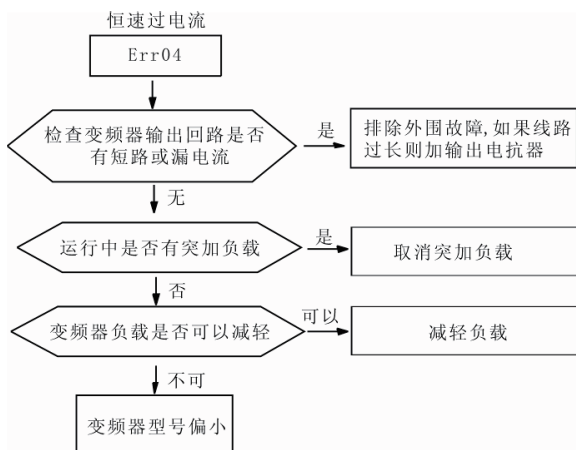 恒速过电流
Err04
检查变频器输出回路是否
有短路或漏电流
是
排除外围故障,如果线路
过长则加输出电抗器
无
运行中是否有突加负载
是
取消突加负载
否
变频器负载是否可以减轻
可以
减轻负载
不可
变频器型号偏小